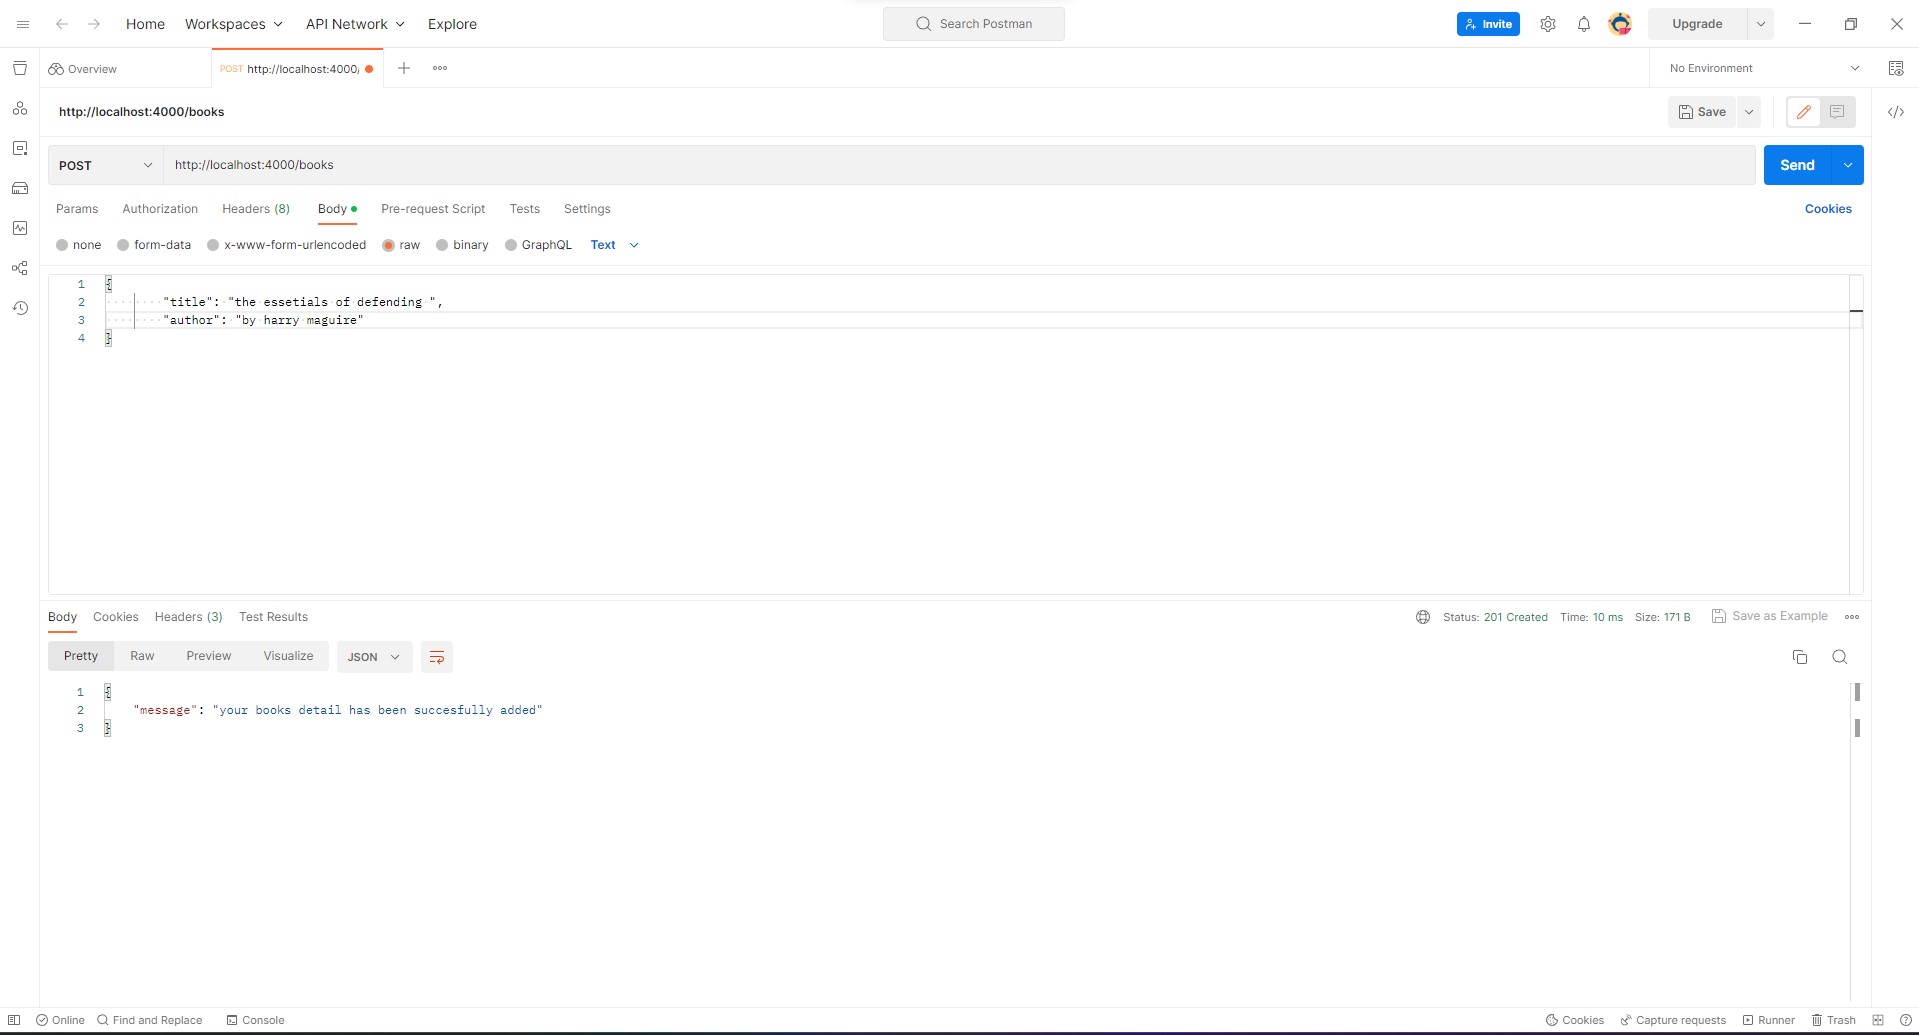 Home Workspaces API Network Explore Search Postman Invite Upgrade
Overview POST http://localhost:4000/ No Environment
http://localhost:4000/books Save
POST http://localhost:4000/books Send
Params Authorization Headers (8) Body Pre-request Script Tests Settings Cookies
none form-data x-www-form-urlencoded raw binary GraphQL Text
1 {
2 "title": "the essetials of defending ",
3 "author": "by harry maguire"
4 }
Body Cookies Headers (3) Test Results Status: 201 Created Time: 10 ms Size: 171 B Save as Example
Pretty Raw Preview Visualize JSON
1 {
2 "message": "your books detail has been succesfully added"
3 }
Online Find and Replace Console Cookies Capture requests Runner Trash